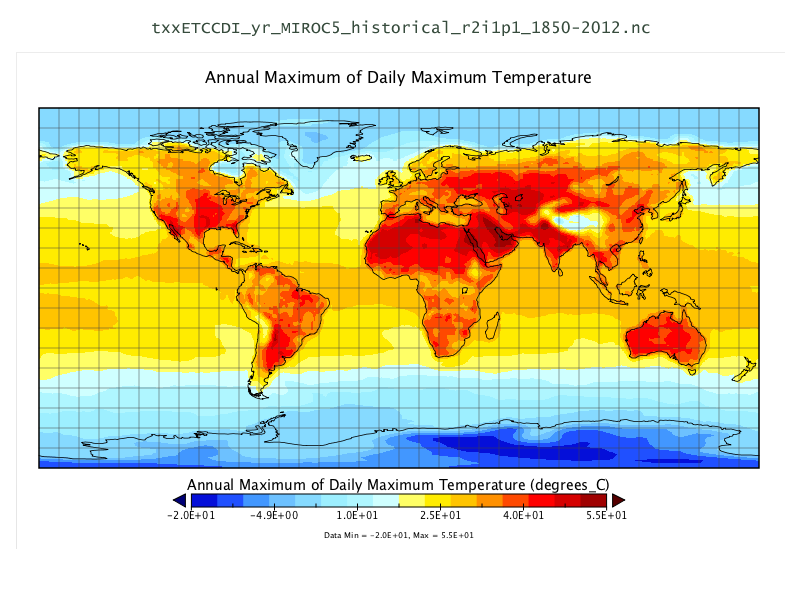 txxETCCDI_yr_MIROC5_historical_r2i1p1_1850-2012.nc
Annual Maximum of Daily Maximum Temperature
Annual Maximum of Daily Maximum Temperature (degrees_C)
-2.0E+01 -4.9E+00 1.0E+01 2.5E+01 4.0E+01 5.5E+01
Data Min = -2.0E+01, Max = 5.5E+01